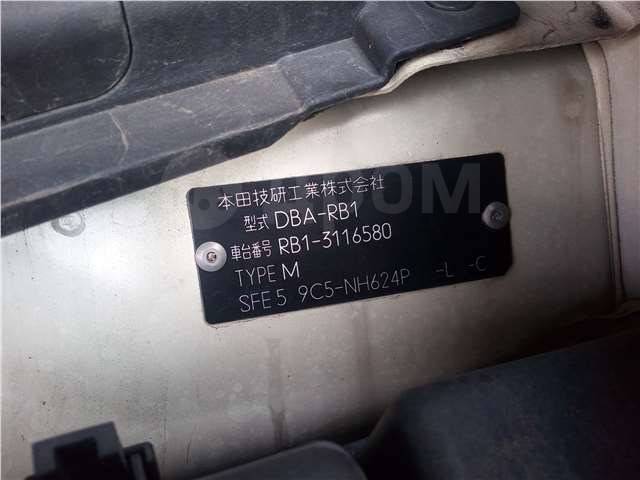 本田技研工業株式会社
型式 DBA-RB1
車台番号 RB1-3116580
TYPE M
SFE 5 9C5-NH624P -L -C